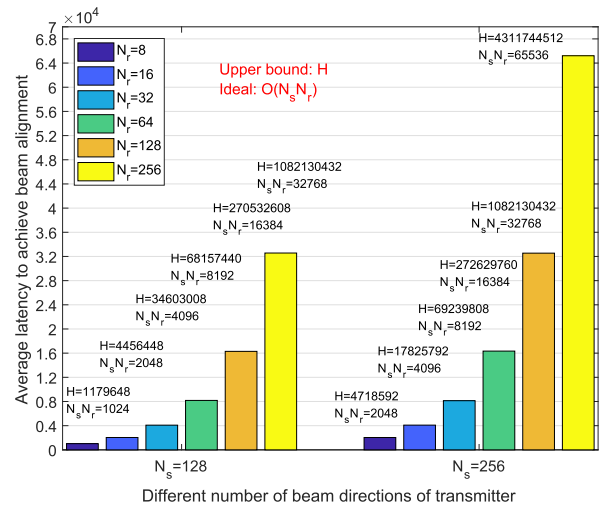 ×10⁴
7
6.8
6.4
6
5.6
5.2
4.8
4.4
4
3.6
3.2
2.8
2.4
2
1.6
1.2
0.8
0.4
0
Average latency to achieve beam alignment
N_r=8
N_r=16
N_r=32
N_r=64
N_r=128
N_r=256
Upper bound: H
Ideal: O(N_sN_r)
H=1179648
N_sN_r=1024
H=4456448
N_sN_r=2048
H=34603008
N_sN_r=4096
H=68157440
N_sN_r=8192
H=270532608
N_sN_r=16384
H=1082130432
N_sN_r=32768
H=4718592
N_sN_r=2048
H=17825792
N_sN_r=4096
H=69239808
N_sN_r=8192
H=272629760
N_sN_r=16384
H=1082130432
N_sN_r=32768
H=4311744512
N_sN_r=65536
N_s=128
N_s=256
Different number of beam directions of transmitter